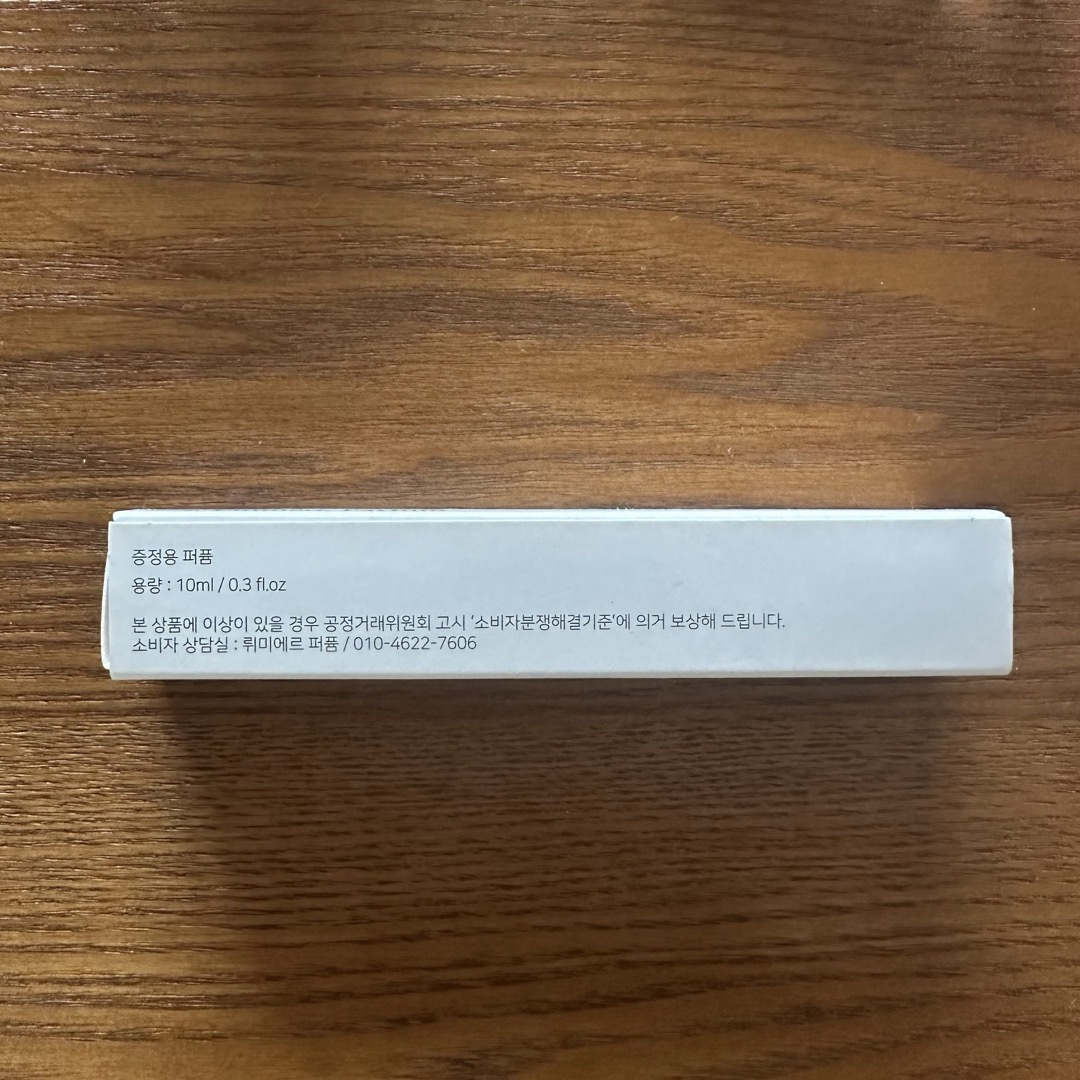 증정용 퍼퓸
용량 : 10ml / 0.3 fl.oz
본 상품에 이상이 있을 경우 공정거래위원회 고시 '소비자분쟁해결기준'에 의거 보상해 드립니다.
소비자 상담실 : 뤼미에르 퍼퓸 / 010-4622-7606